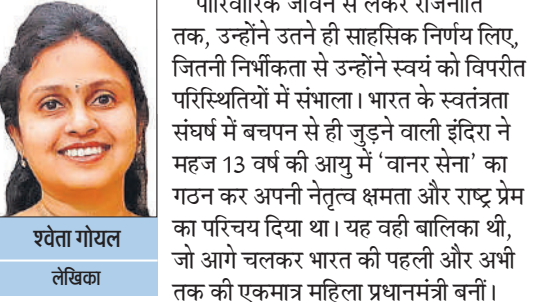 पारिवारिक जीवन से लेकर राजनीति
तक, उन्होंने उतने ही साहसिक निर्णय लिए,
जितनी निर्भीकता से उन्होंने स्वयं को विपरीत
परिस्थितियों में संभाला। भारत के स्वतंत्रता
संघर्ष में बचपन से ही जुड़ने वाली इंदिरा ने
महज 13 वर्ष की आयु में ‘वानर सेना’ का
गठन कर अपनी नेतृत्व क्षमता और राष्ट्र प्रेम
का परिचय दिया था। यह वही बालिका थी,
जो आगे चलकर भारत की पहली और अभी
तक की एकमात्र महिला प्रधानमंत्री बनीं।
श्वेता गोयल
लेखिका